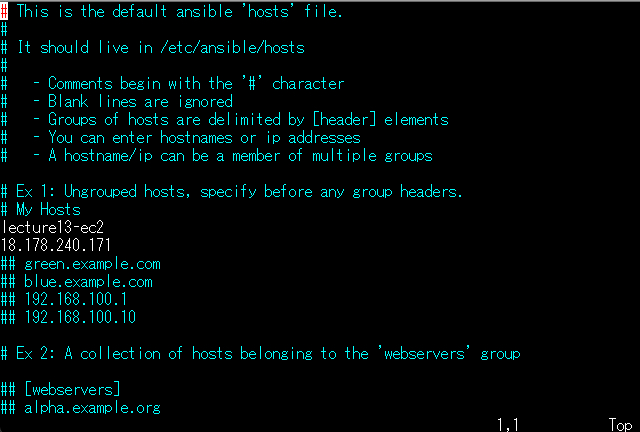 # This is the default ansible 'hosts' file.
#
# It should live in /etc/ansible/hosts
#
#   - Comments begin with the '#' character
#   - Blank lines are ignored
#   - Groups of hosts are delimited by [header] elements
#   - You can enter hostnames or ip addresses
#   - A hostname/ip can be a member of multiple groups

# Ex 1: Ungrouped hosts, specify before any group headers.
# My Hosts
lecture13-ec2
18.178.240.171
## green.example.com
## blue.example.com
## 192.168.100.1
## 192.168.100.10

# Ex 2: A collection of hosts belonging to the 'webservers' group

## [webservers]
## alpha.example.org
1,1 Top